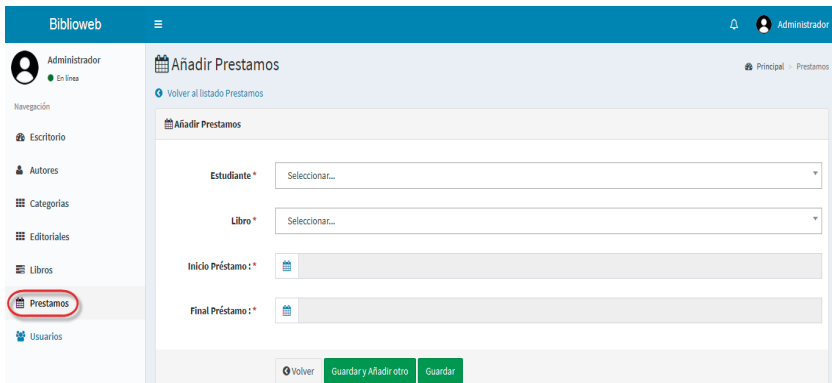 Biblioweb
Administrador
Administrador
En línea
Navegación
Escritorio
Autores
Categorias
Editoriales
Libros
Prestamos
Usuarios
Añadir Prestamos
Principal > Prestamos
Volver al listado Prestamos
Añadir Prestamos
Estudiante * Seleccionar...
Libro * Seleccionar...
Inicio Préstamo : *
Final Préstamo : *
Volver Guardar y Añadir otro Guardar